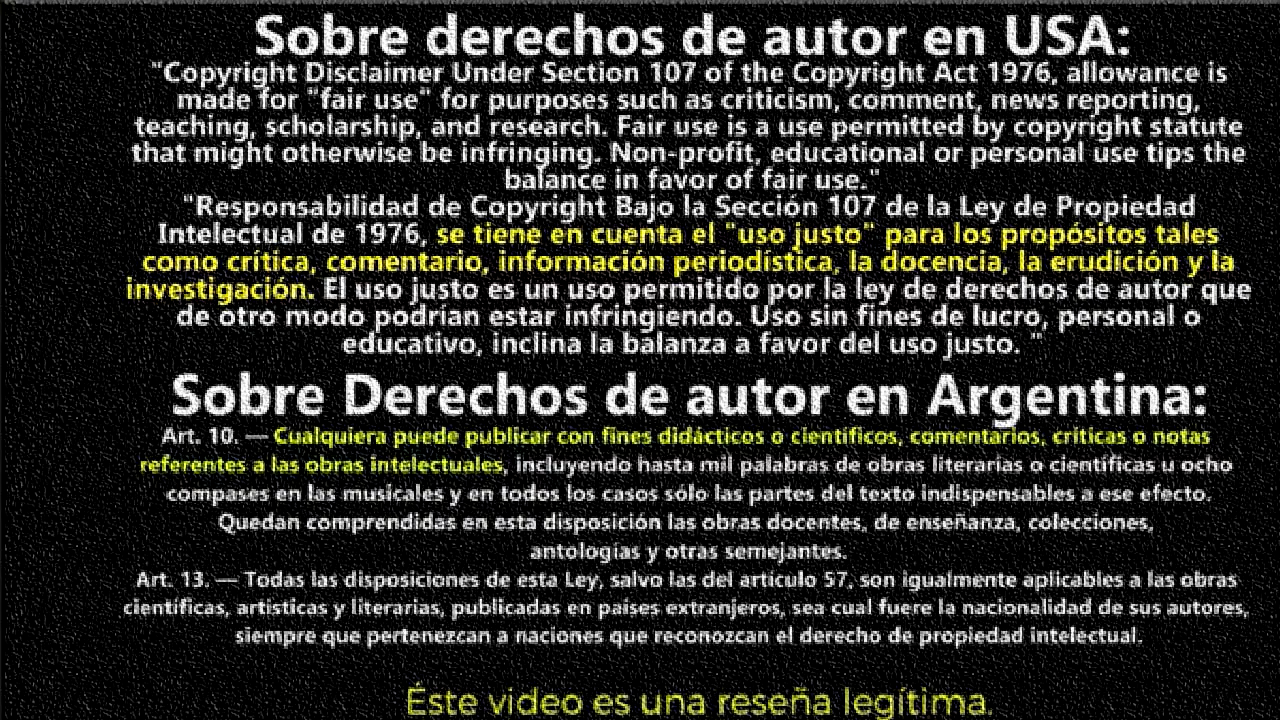 Sobre derechos de autor en USA:
"Copyright Disclaimer Under Section 107 of the Copyright Act 1976, allowance is
made for "fair use" for purposes such as criticism, comment, news reporting,
teaching, scholarship, and research. Fair use is a use permitted by copyright statute
that might otherwise be infringing. Non-profit, educational or personal use tips the
balance in favor of fair use."
"Responsabilidad de Copyright Bajo la Sección 107 de la Ley de Propiedad
Intelectual de 1976, se tiene en cuenta el "uso justo" para los propósitos tales
como crítica, comentario, información periodística, la docencia, la erudición y la
investigación. El uso justo es un uso permitido por la ley de derechos de autor que
de otro modo podrían estar infringiendo. Uso sin fines de lucro, personal o
educativo, inclina la balanza a favor del uso justo. "
Sobre Derechos de autor en Argentina:
Art. 10. — Cualquiera puede publicar con fines didácticos o científicos, comentarios, críticas o notas
referentes a las obras intelectuales, incluyendo hasta mil palabras de obras literarias o científicas u ocho
compases en las musicales y en todos los casos sólo las partes del texto indispensables a ese efecto.
Quedan comprendidas en esta disposición las obras docentes, de enseñanza, colecciones,
antologías y otras semejantes.
Art. 13. — Todas las disposiciones de esta Ley, salvo las del artículo 57, son igualmente aplicables a las obras
científicas, artísticas y literarias, publicadas en países extranjeros, sea cual fuere la nacionalidad de sus autores,
siempre que pertenezcan a naciones que reconozcan el derecho de propiedad intelectual.
Éste video es una reseña legítima.